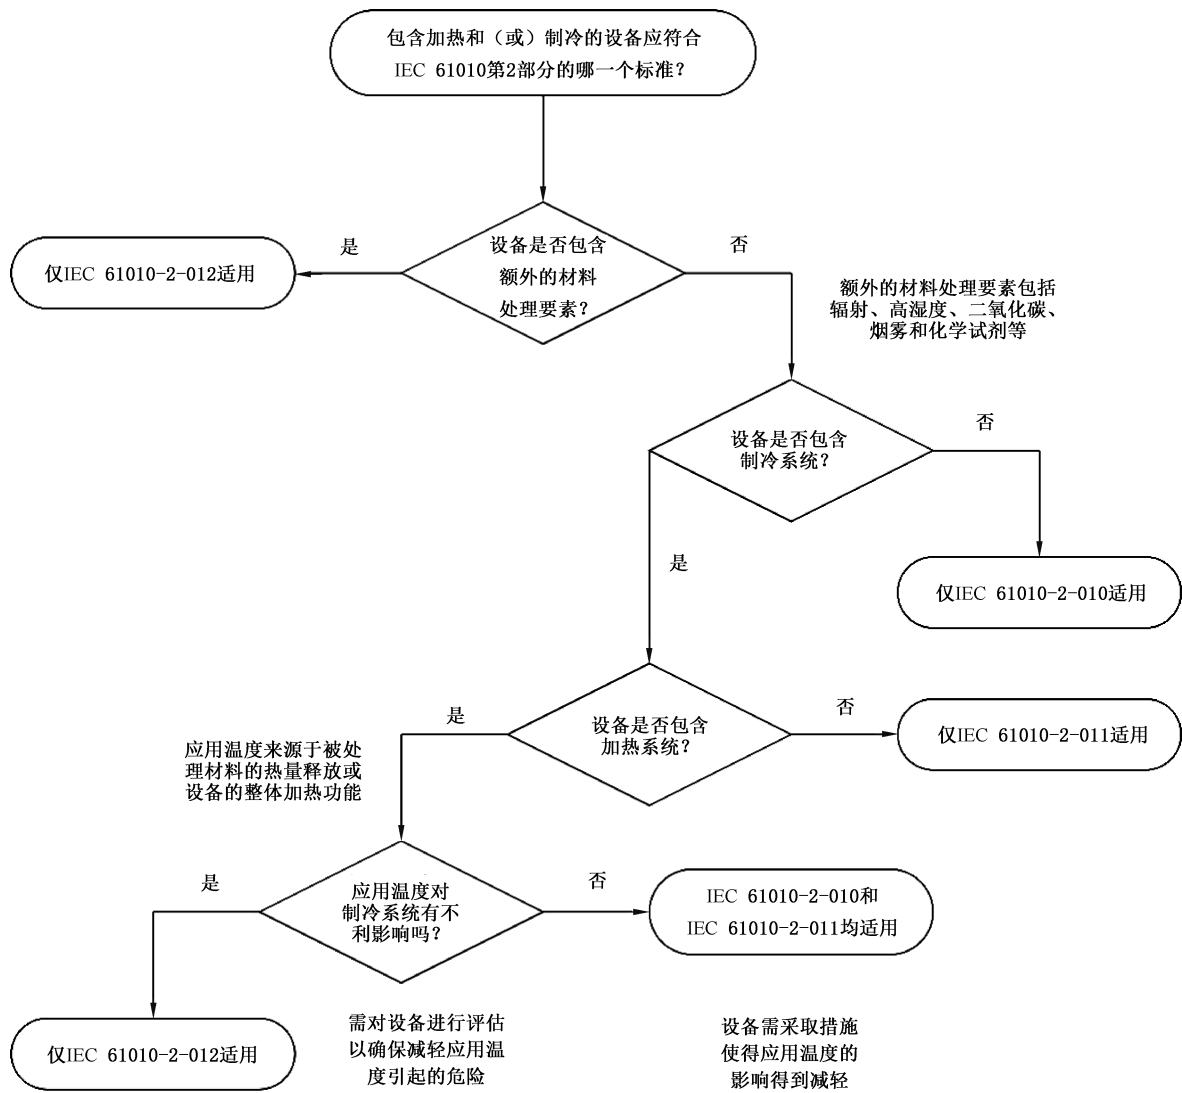 包含加热和（或）制冷的设备应符合
IEC 61010第2部分的哪一个标准？
是
设备是否包含
额外的材料
处理要素？
否
仅IEC 61010-2-012适用
额外的材料处理要素包括
辐射、高湿度、二氧化碳、
烟雾和化学试剂等
设备是否包含
制冷系统？
否
是
仅IEC 61010-2-010适用
是
设备是否包含
加热系统？
否
仅IEC 61010-2-011适用
应用温度来源于被处
理材料的热量释放或
设备的整体加热功能
是
应用温度对
制冷系统有不
利影响吗？
否
IEC 61010-2-010和
IEC 61010-2-011均适用
仅IEC 61010-2-012适用
需对设备进行评估
以确保减轻应用温
度引起的危险
设备需采取措施
使得应用温度的
影响得到减轻